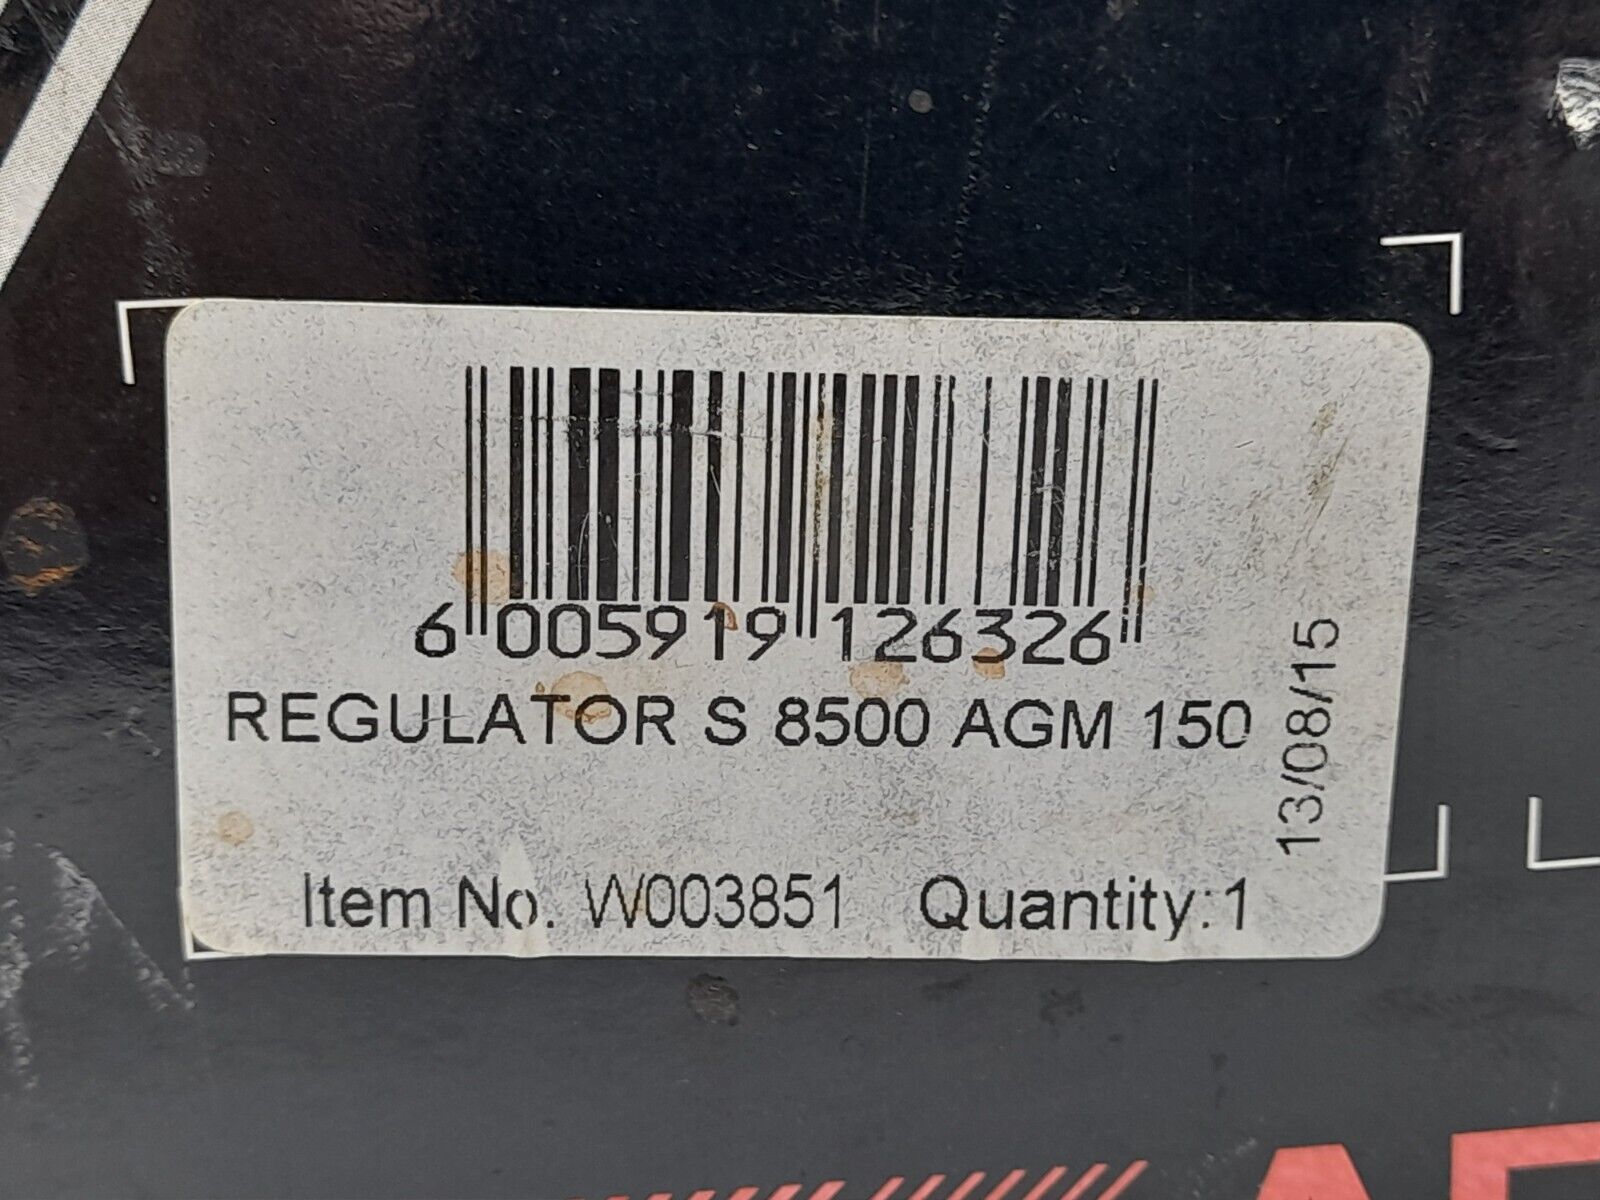 6 005919 126326
REGULATOR S 8500 AGM 150
Item No. W003851 Quantity:1
13/08/15